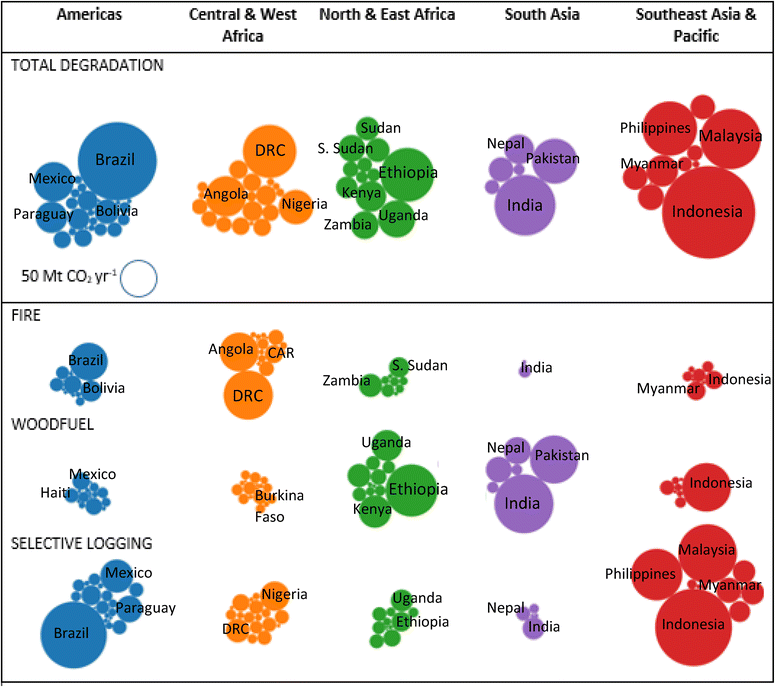 Americas
Central & West
Africa
North & East Africa
South Asia
Southeast Asia &
Pacific
TOTAL DEGRADATION
Brazil
Mexico
Paraguay
Bolivia
DRC
Angola
Nigeria
Sudan
S. Sudan
Ethiopia
Kenya
Uganda
Zambia
Nepal
Pakistan
India
Philippines
Malaysia
Myanmar
Indonesia
50 Mt CO₂ yr⁻¹
FIRE
Brazil
Bolivia
Angola
CAR
DRC
S. Sudan
Zambia
India
Myanmar
Indonesia
WOODFUEL
Mexico
Haiti
Burkina
Faso
Uganda
Ethiopia
Kenya
Nepal
Pakistan
India
Indonesia
SELECTIVE LOGGING
Mexico
Paraguay
Brazil
Nigeria
DRC
Uganda
Ethiopia
Nepal
India
Malaysia
Philippines
Myanmar
Indonesia